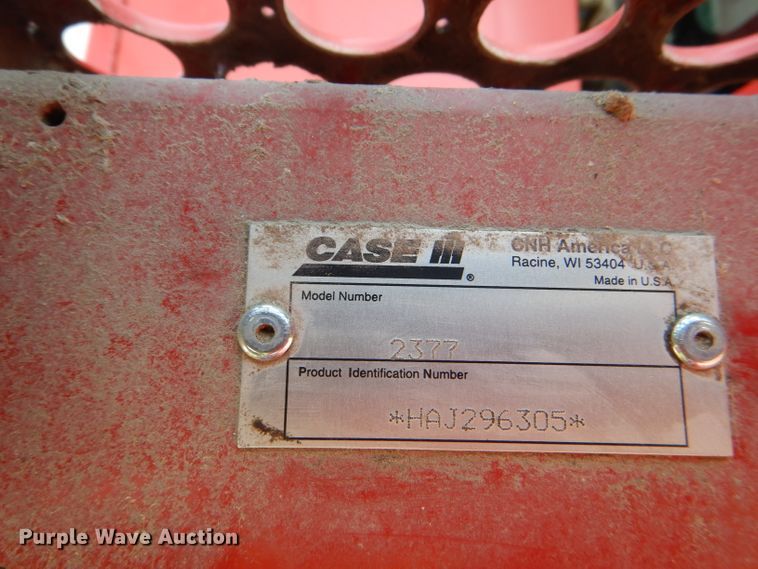 CASE III
CNH America LLC
Racine, WI 53404 U.S.A.
Made in U.S.A.
®
Model Number
2377
Product Identification Number
*HAJ296305*
Purple Wave Auction